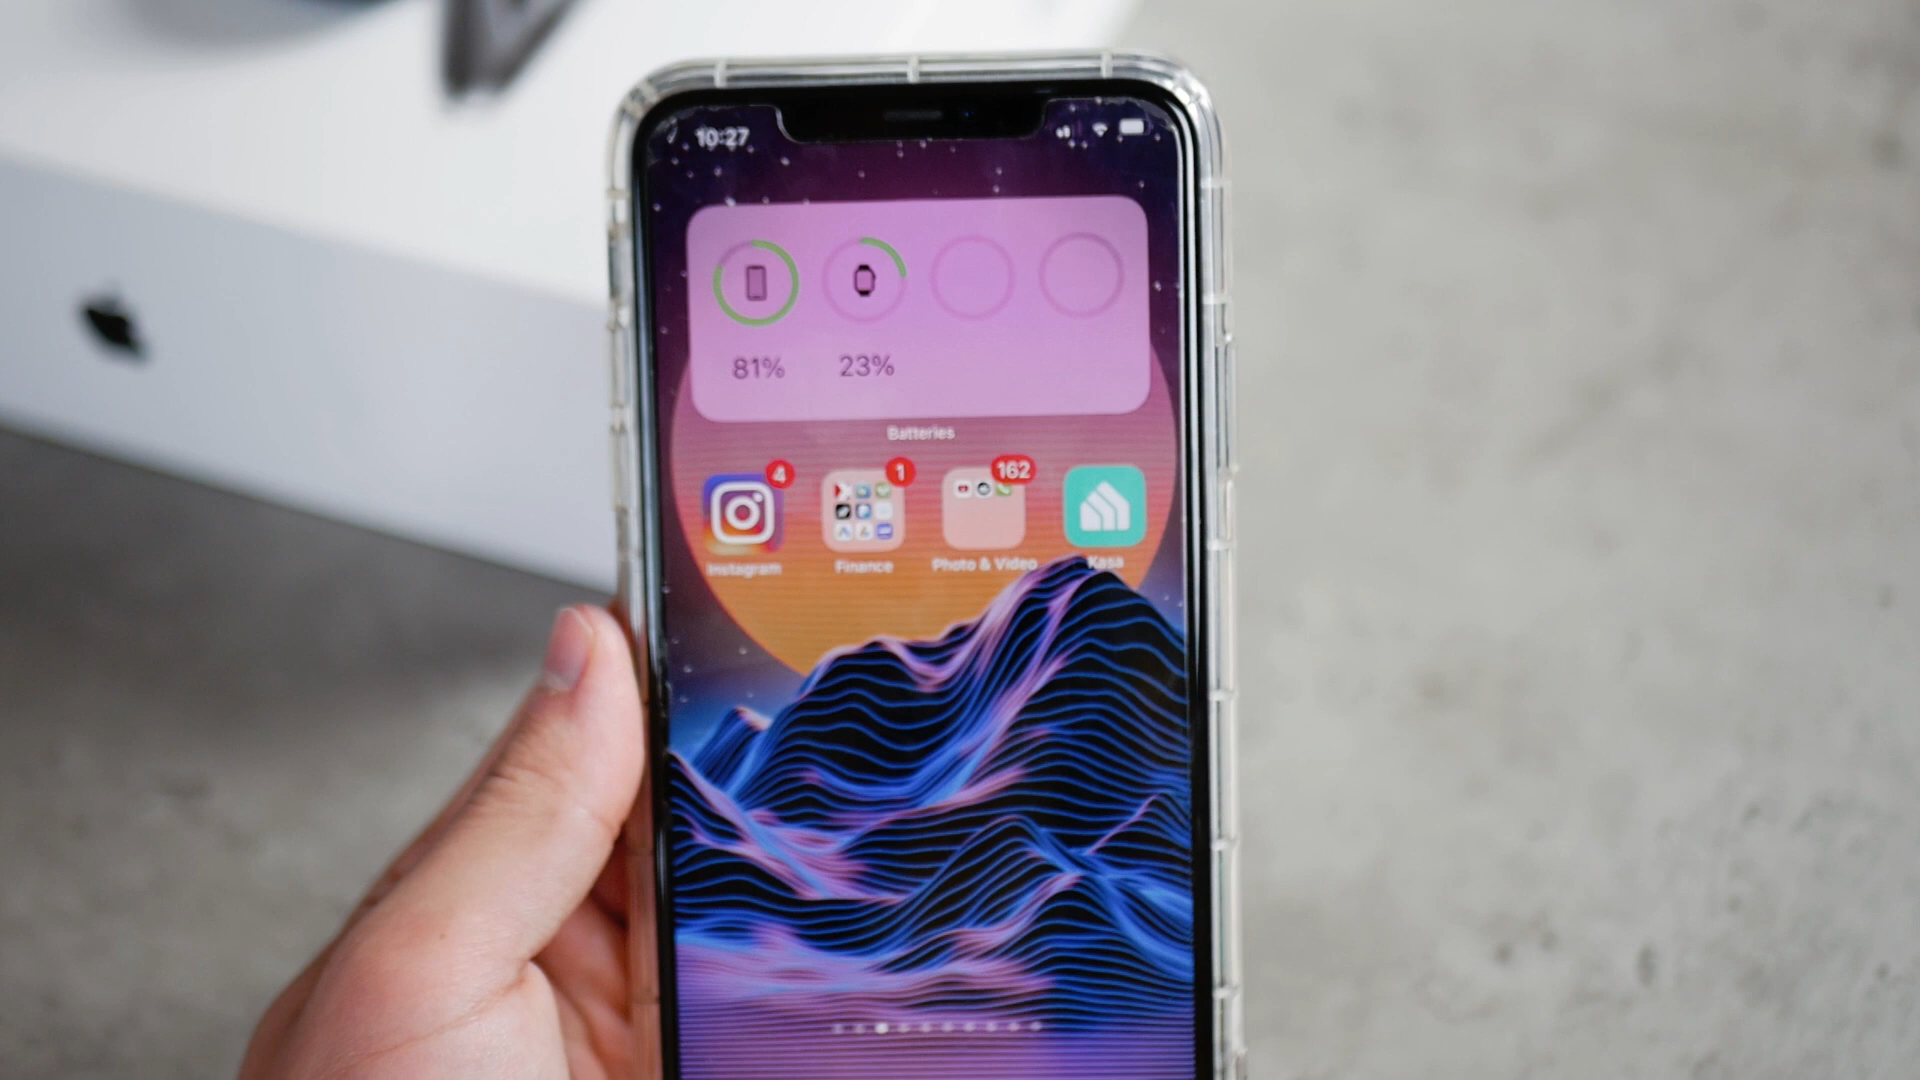 10:27
81% 23%
Batteries
4 1 162
Instagram Finance Photo & Video Kasa